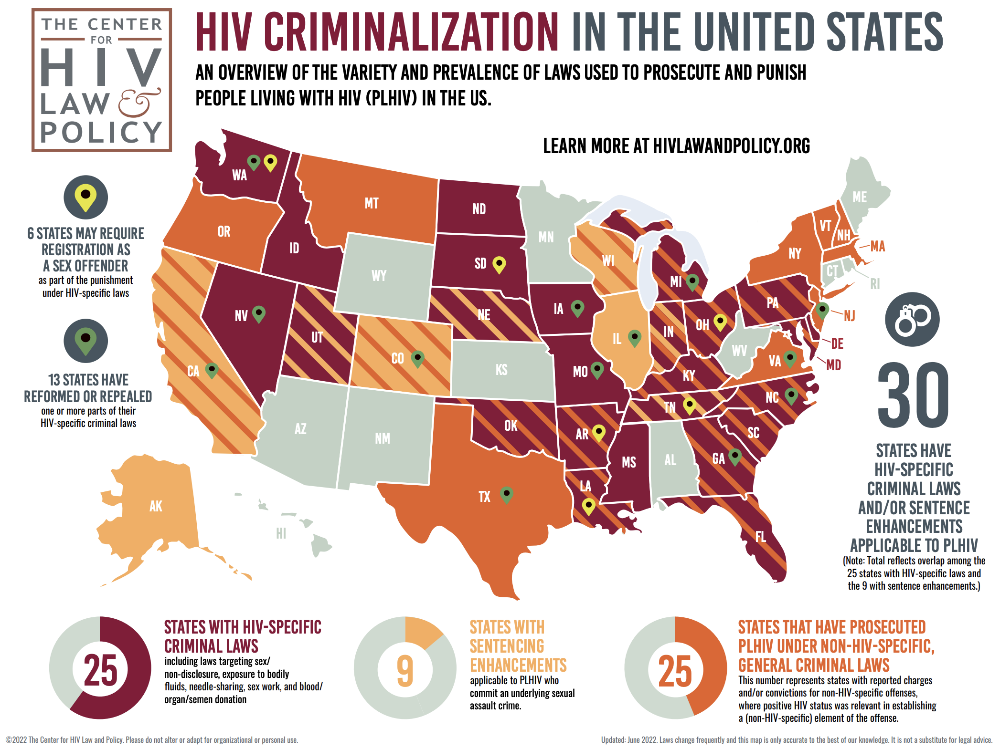 THE CENTER
FOR
HIV
LAW &
POLICY
HIV CRIMINALIZATION IN THE UNITED STATES
AN OVERVIEW OF THE VARIETY AND PREVALENCE OF LAWS USED TO PROSECUTE AND PUNISH
PEOPLE LIVING WITH HIV (PLHIV) IN THE US.
LEARN MORE AT HIVLAWANDPOLICY.ORG
6 STATES MAY REQUIRE
REGISTRATION AS
A SEX OFFENDER
as part of the punishment
under HIV-specific laws
13 STATES HAVE
REFORMED OR REPEALED
one or more parts of their
HIV-specific criminal laws
WA
MT
ND
ME
OR
VT
NH
MN
ID
MA
NY
WI
SD
CT
WY
MI
RI
PA
IA
NE
NV
NJ
OH
IN
UT
IL
DE
WV
CO
VA
MD
KS
CA
MO
KY
NC
TN
OK
AZ
SC
AR
NM
GA
AL
MS
LA
TX
AK
HI
FL
30
STATES HAVE
HIV-SPECIFIC
CRIMINAL LAWS
AND/OR SENTENCE
ENHANCEMENTS
APPLICABLE TO PLHIV
(Note: Total reflects overlap among the
25 states with HIV-specific laws and
the 9 with sentence enhancements.)
25
STATES WITH HIV-SPECIFIC
CRIMINAL LAWS
including laws targeting sex/
non-disclosure, exposure to bodily
fluids, needle-sharing, sex work, and blood/
organ/semen donation
9
STATES WITH
SENTENCING
ENHANCEMENTS
applicable to PLHIV who
commit an underlying sexual
assault crime.
25
STATES THAT HAVE PROSECUTED
PLHIV UNDER NON-HIV-SPECIFIC,
GENERAL CRIMINAL LAWS
This number represents states with reported charges
and/or convictions for non-HIV-specific offenses,
where positive HIV status was relevant in establishing
a (non-HIV-specific) element of the offense.
©2022 The Center for HIV Law and Policy. Please do not alter or adapt for organizational or personal use.
Updated: June 2022. Laws change frequently and this map is only accurate to the best of our knowledge. It is not a substitute for legal advice.